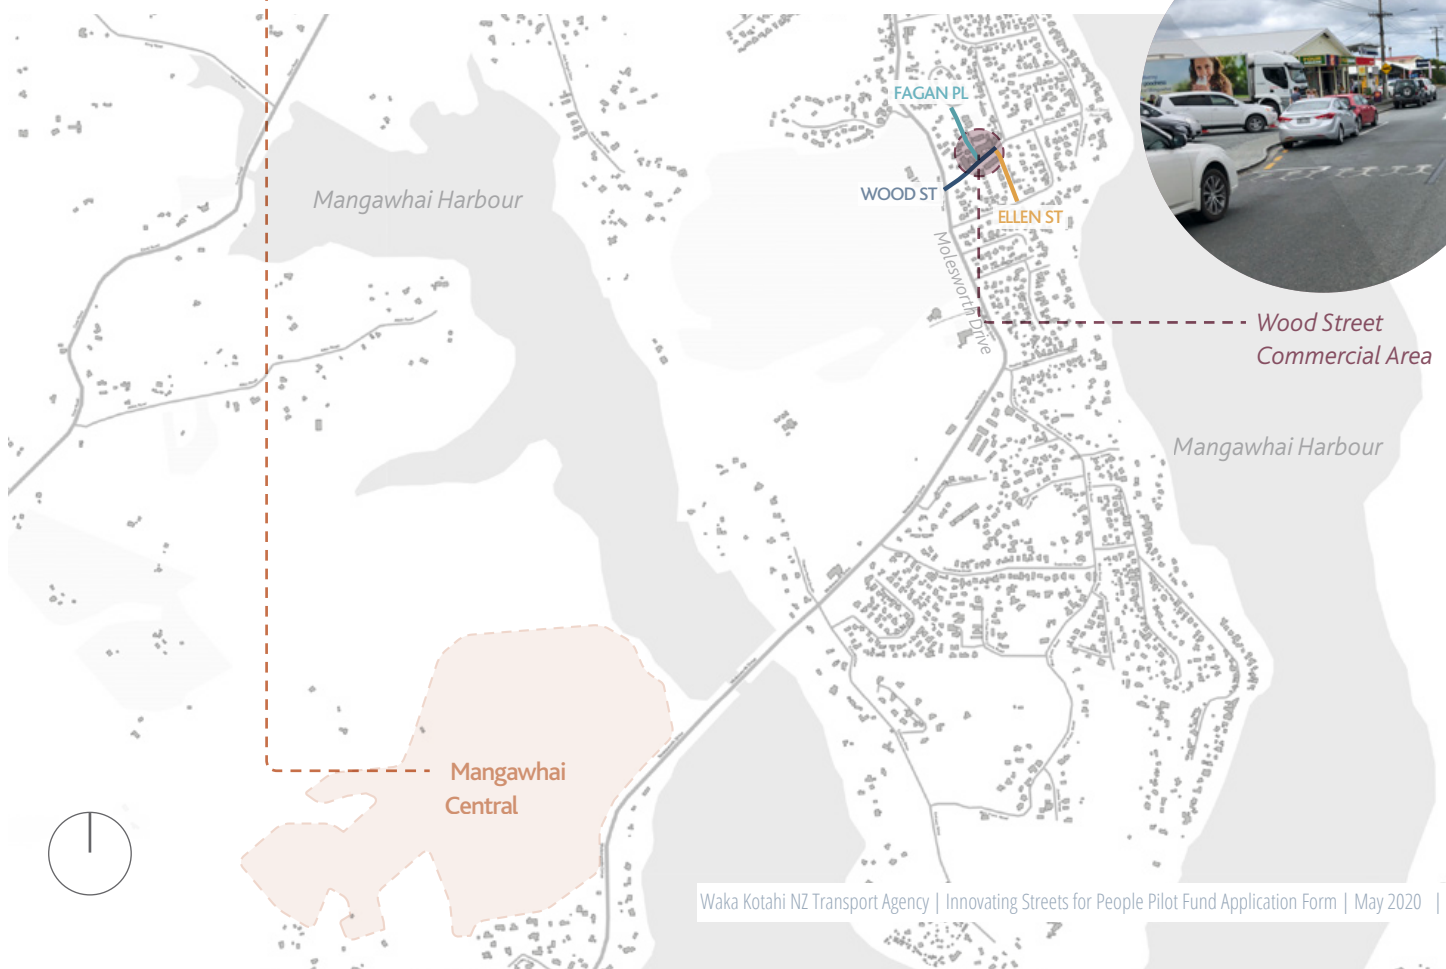 FAGAN PL
Mangawhai Harbour
WOOD ST
ELLEN ST
Molesworth Drive
Wood Street
Commercial Area
Mangawhai Harbour
Mangawhai
Central
Waka Kotahi NZ Transport Agency | Innovating Streets for People Pilot Fund Application Form | May 2020 |